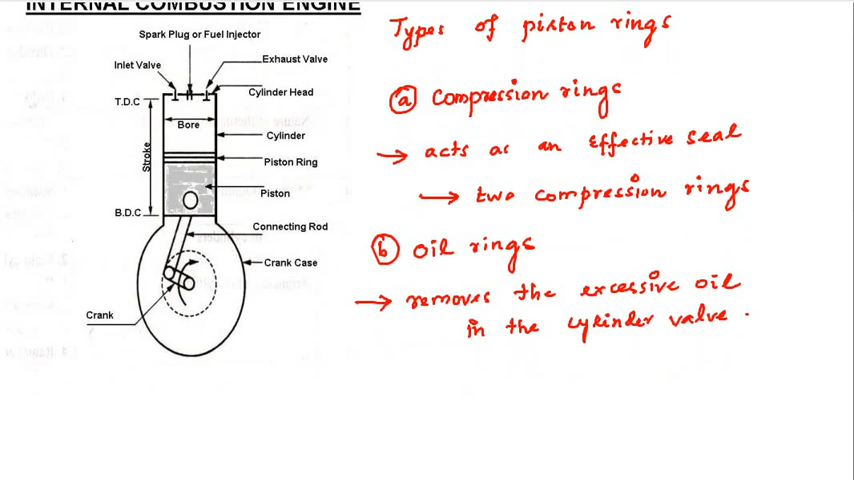 INTERNAL COMBUSTION ENGINE
Spark Plug or Fuel Injector
Inlet Valve
Exhaust Valve
Cylinder Head
T.D.C
Bore
Cylinder
Stroke
Piston Ring
Piston
B.D.C
Connecting Rod
Crank Case
Crank
Types of piston rings
(a) compression rings
→ acts as an effective seal
→ two compression rings
(b) oil rings
→ removes the excessive oil
in the cylinder valve.